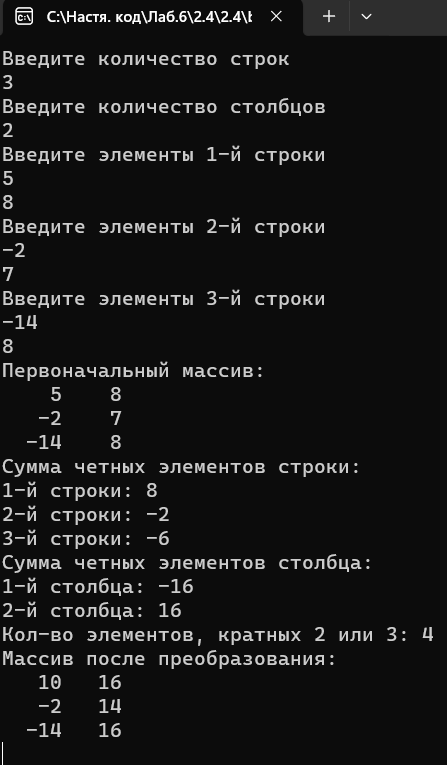 C:\Настя. код\Лаб.6\2.4\2.4\b
Введите количество строк
3
Введите количество столбцов
2
Введите элементы 1-й строки
5
8
Введите элементы 2-й строки
-2
7
Введите элементы 3-й строки
-14
8
Первоначальный массив:
5 8
-2 7
-14 8
Сумма четных элементов строки:
1-й строки: 8
2-й строки: -2
3-й строки: -6
Сумма четных элементов столбца:
1-й столбца: -16
2-й столбца: 16
Кол-во элементов, кратных 2 или 3: 4
Массив после преобразования:
10 16
-2 14
-14 16